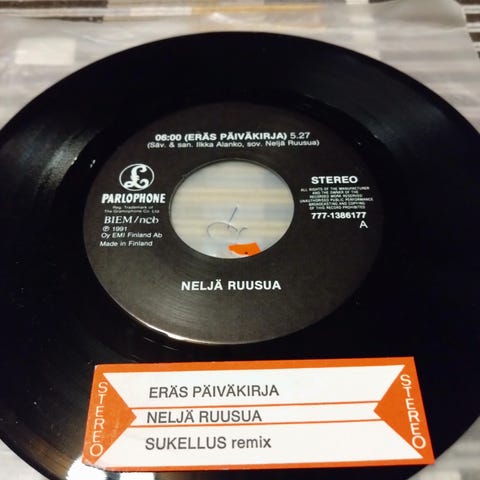 06:00 (ERÄS PÄIVÄKIRJA) 5.27
(Säv. & san. Ilkka Alanko, sov. Neljä Ruusua)
PARLOPHONE
Reg. Trademark of
The Gramophone Co. Ltd
BIEM/ncb
℗ 1991
Oy EMI Finland Ab
Made in Finland
STEREO
ALL RIGHTS OF THE MANUFACTURER
AND THE OWNER OF THE
RECORDED WORK RESERVED
UNAUTHORISED PUBLIC PERFORMANCE
BROADCASTING AND COPYING
OF THIS RECORD PROHIBITED
777-1386177
A
NELJÄ RUUSUA
STEREO
ERÄS PÄIVÄKIRJA
NELJÄ RUUSUA
SUKELLUS remix
STEREO